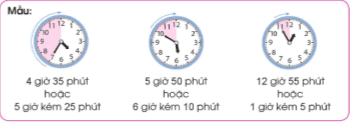 Mẫu:
4 giờ 35 phút
hoặc
5 giờ kém 25 phút
5 giờ 50 phút
hoặc
6 giờ kém 10 phút
12 giờ 55 phút
hoặc
1 giờ kém 5 phút